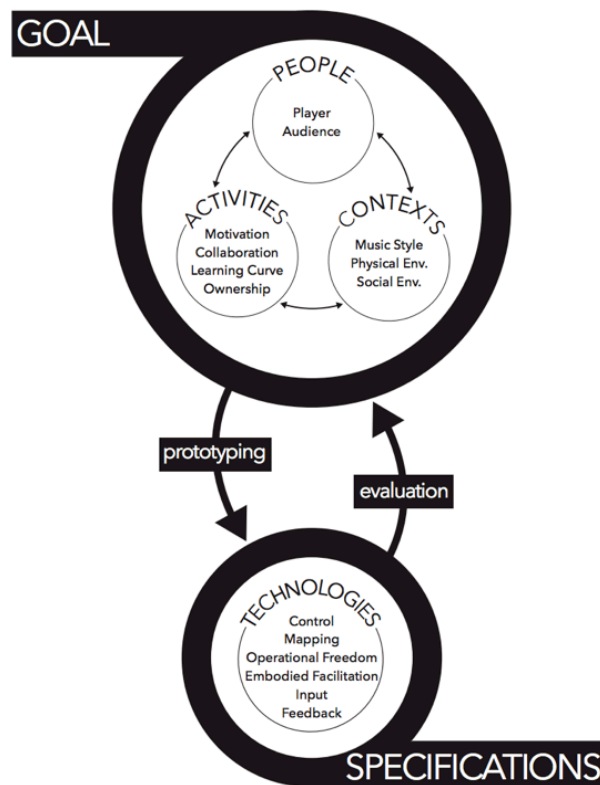 GOAL
PEOPLE
Player
Audience
ACTIVITIES
Motivation
Collaboration
Learning Curve
Ownership
CONTEXTS
Music Style
Physical Env.
Social Env.
prototyping
evaluation
TECHNOLOGIES
Control
Mapping
Operational Freedom
Embodied Facilitation
Input
Feedback
SPECIFICATIONS